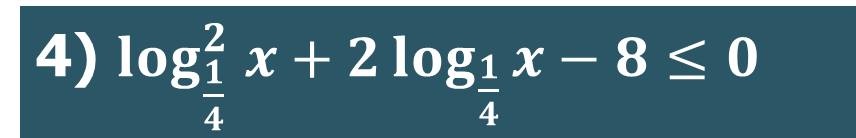 4) log²_{1/4} x + 2 log_{1/4} x − 8 ≤ 0